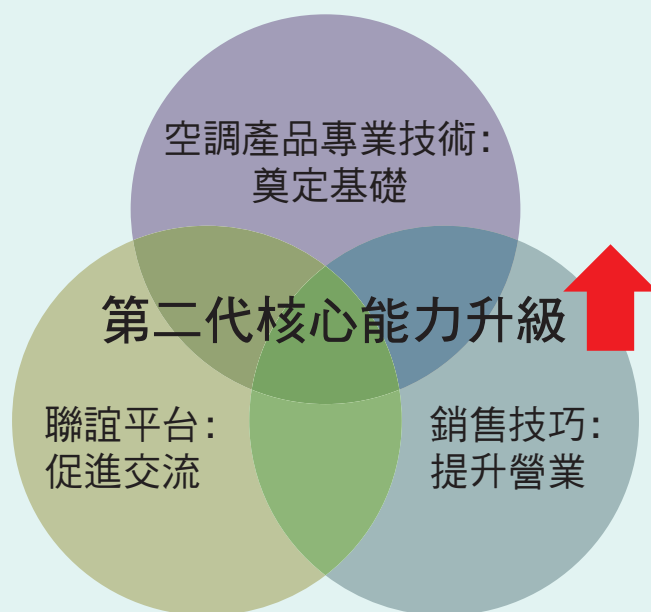 空調產品專業技術:
奠定基礎
第二代核心能力升級
聯誼平台:
促進交流
銷售技巧:
提升營業